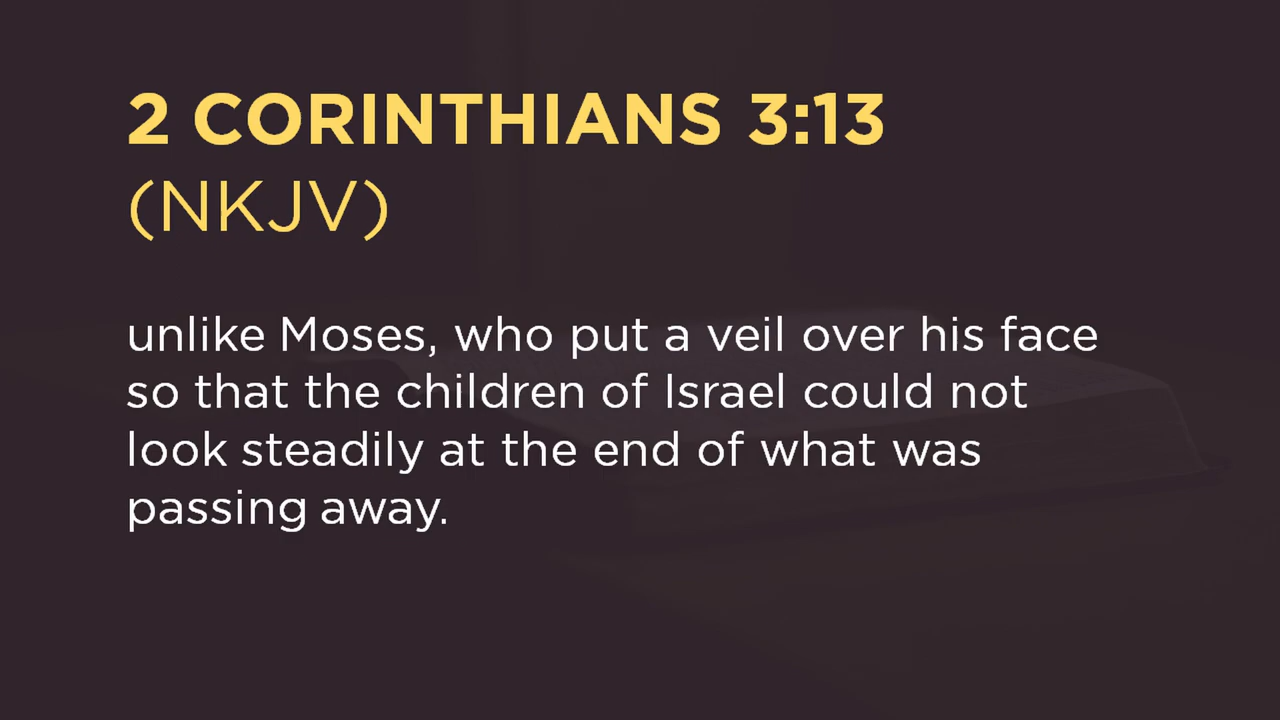 2 CORINTHIANS 3:13
(NKJV)
unlike Moses, who put a veil over his face
so that the children of Israel could not
look steadily at the end of what was
passing away.